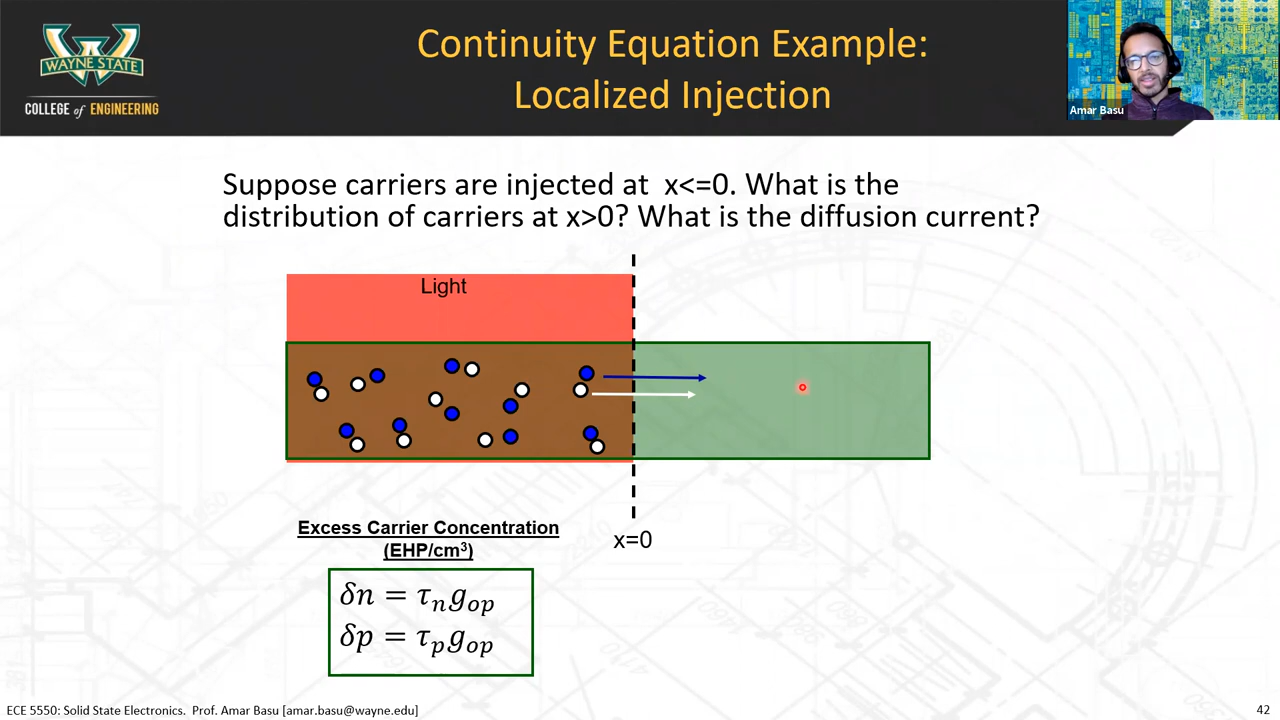 WAYNE STATE
COLLEGE of ENGINEERING
Continuity Equation Example:
Localized Injection
Amar Basu
Suppose carriers are injected at x<=0. What is the
distribution of carriers at x>0? What is the diffusion current?
Light
x=0
Excess Carrier Concentration
(EHP/cm³)
δn = τₙgₒₚ
δp = τₚgₒₚ
ECE 5550: Solid State Electronics. Prof. Amar Basu [amar.basu@wayne.edu]
42